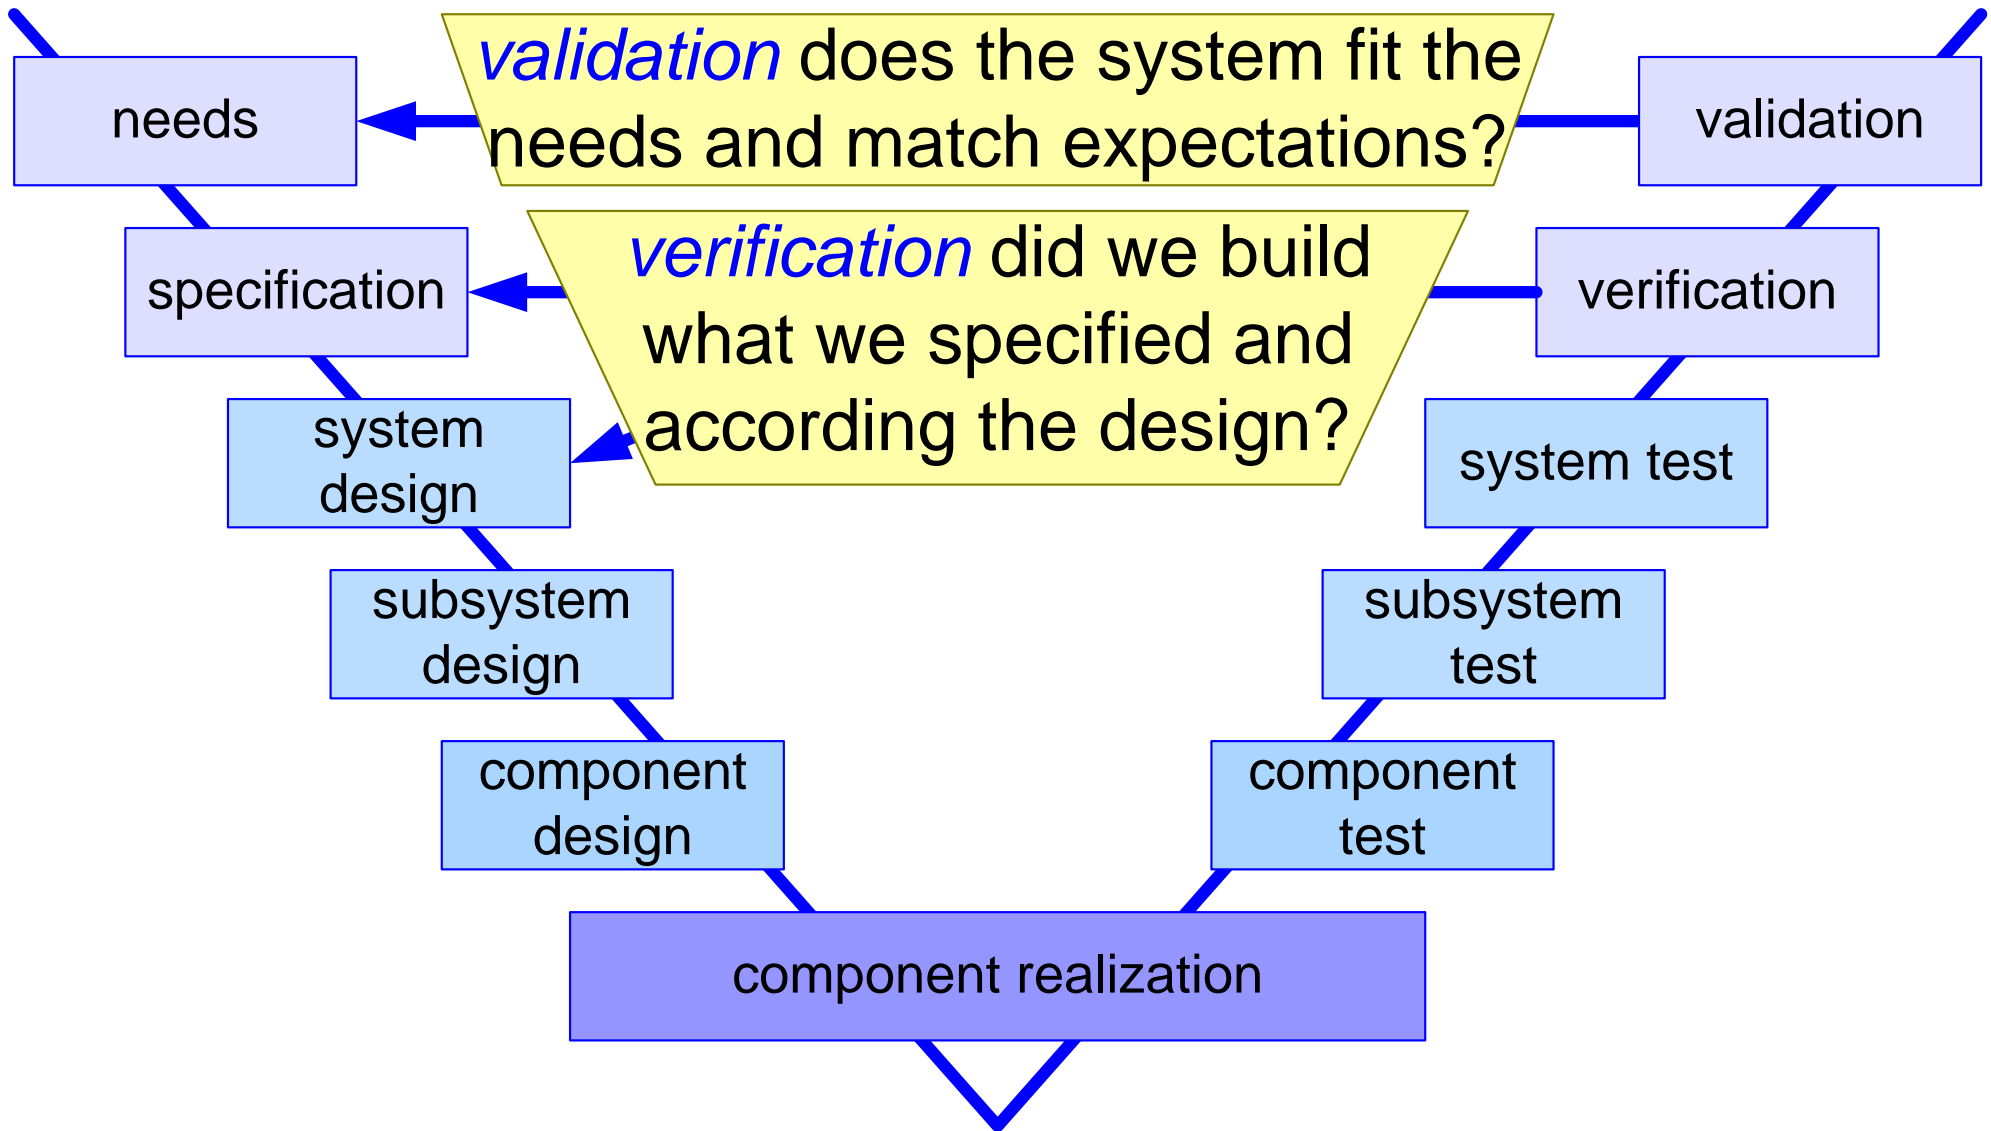 validation does the system fit the
needs and match expectations?
needs
validation
verification did we build
what we specified and
according the design?
specification
verification
system
design
system test
subsystem
design
subsystem
test
component
design
component
test
component realization